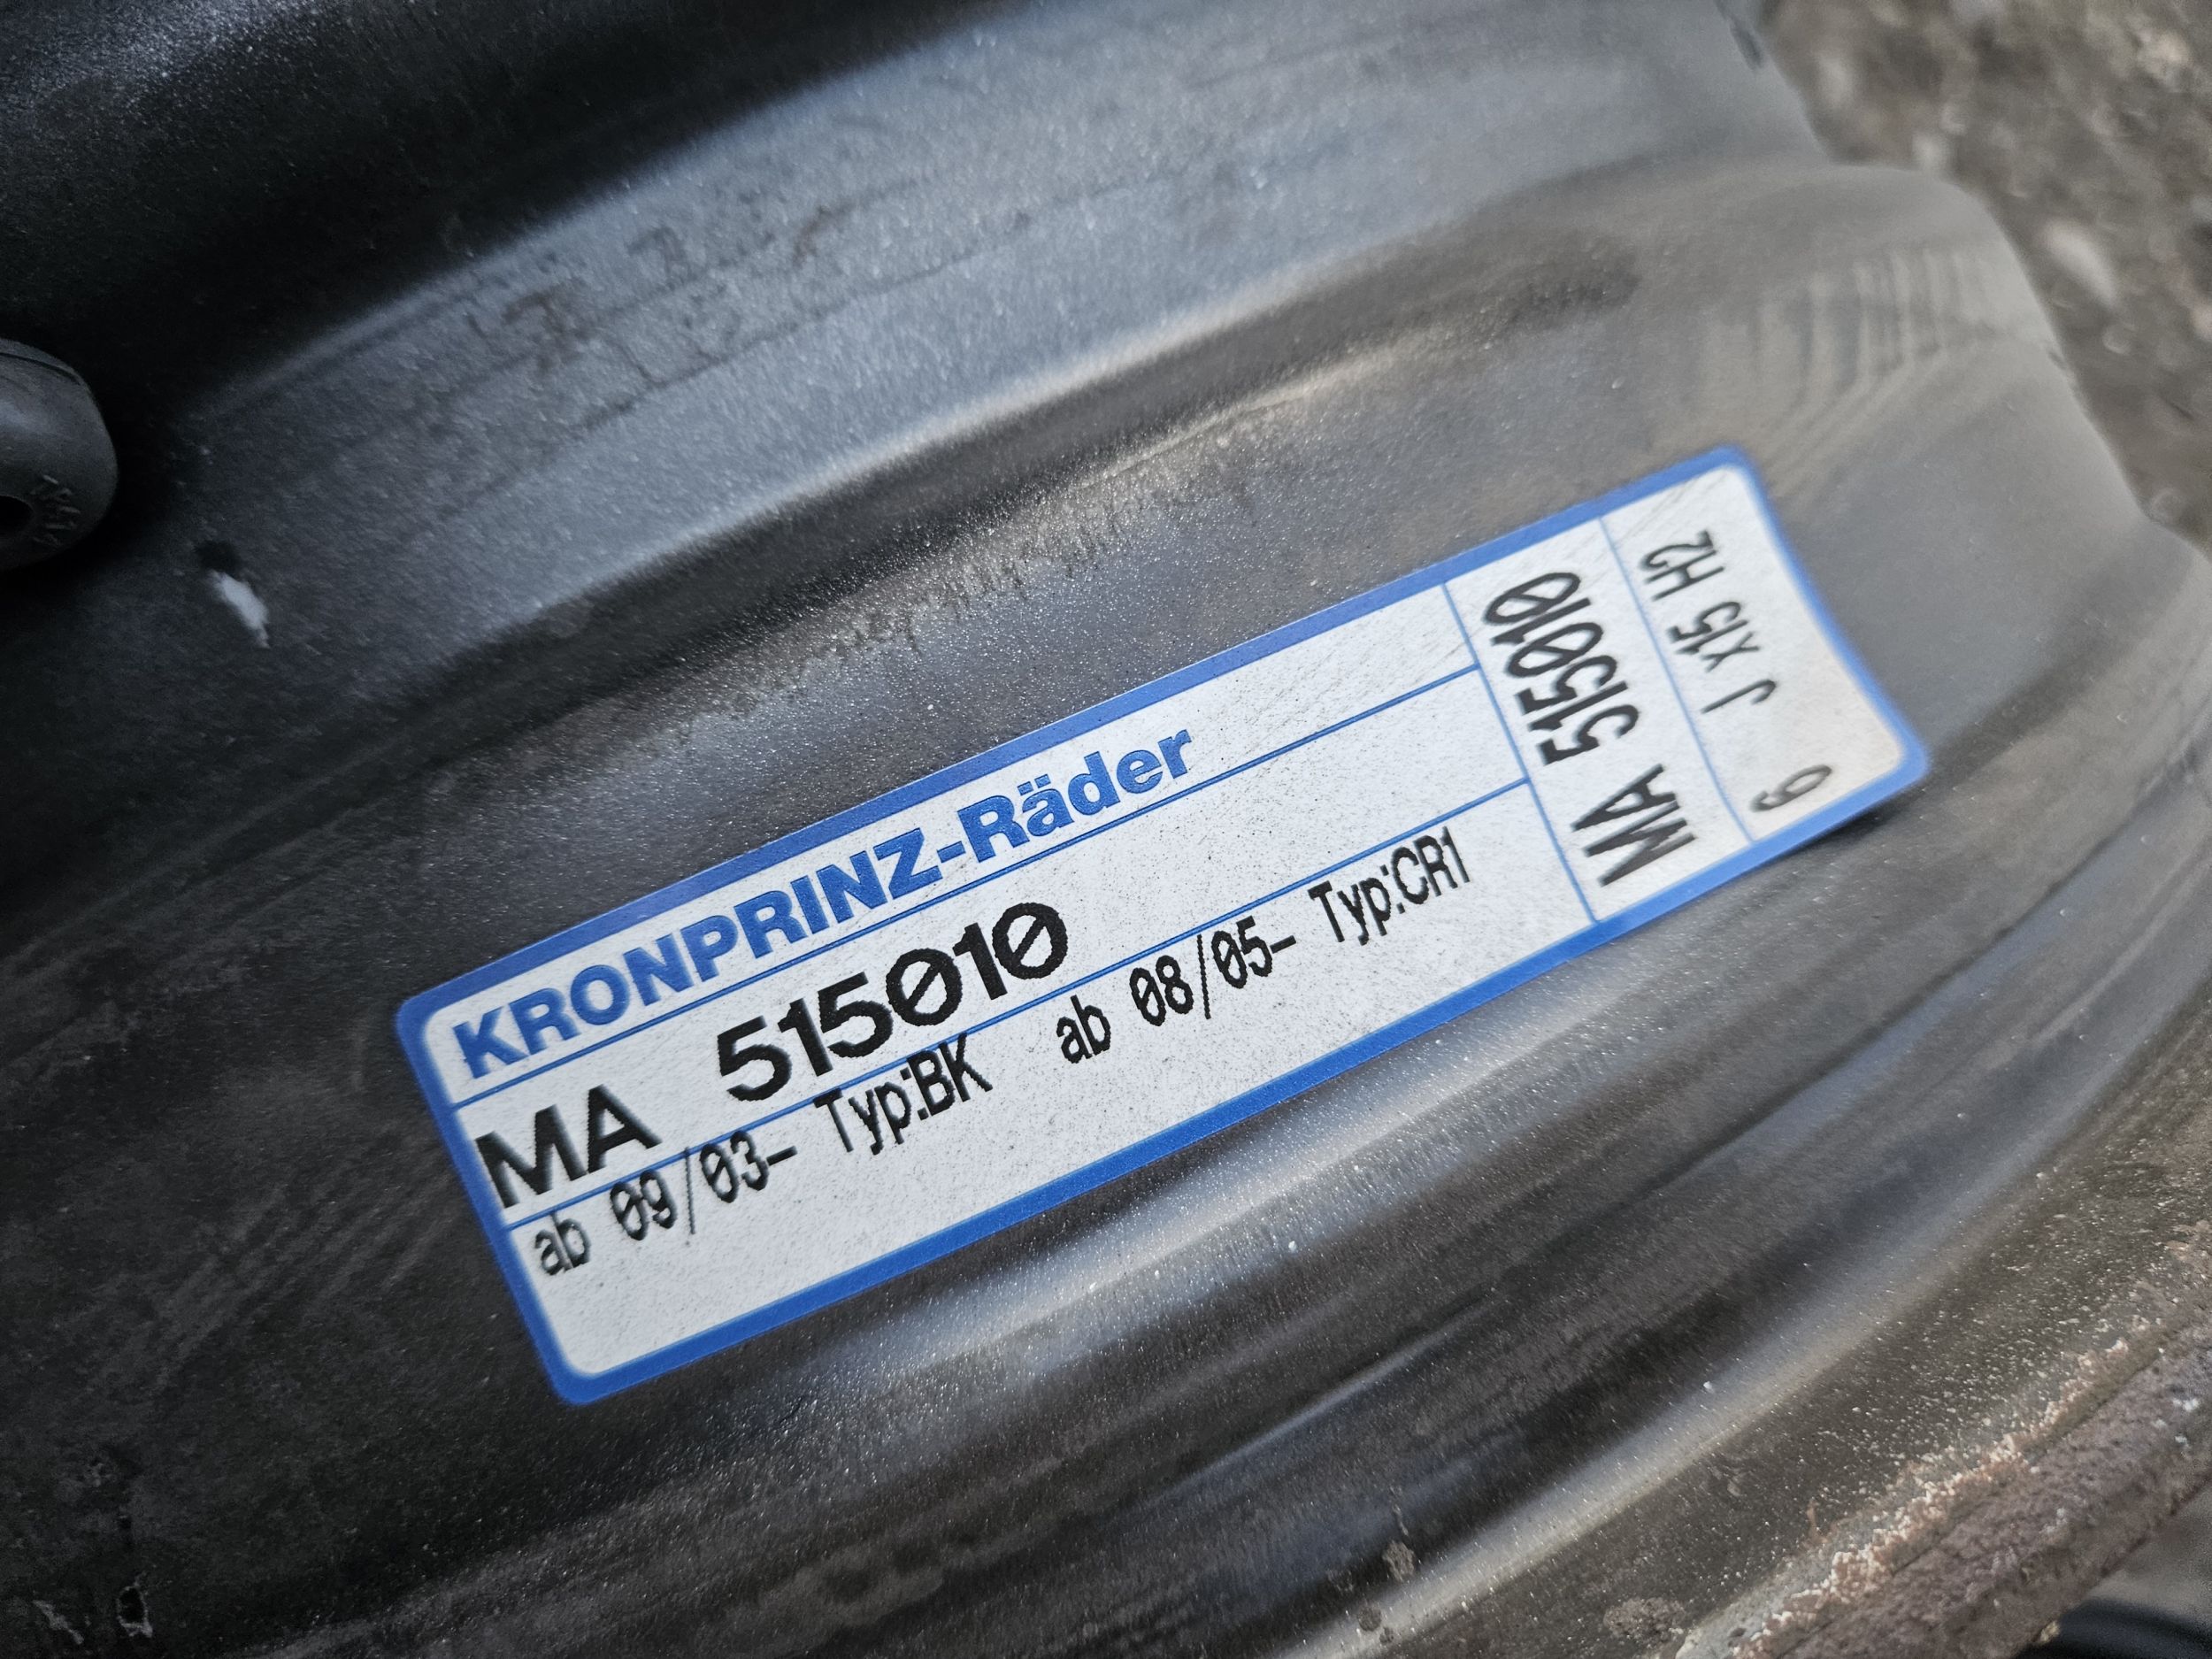 KRONPRINZ-Räder
MA 515010
ab 09/03- Typ:BK ab 08/05- Typ:CR1
MA 515010
6 J x15 H2